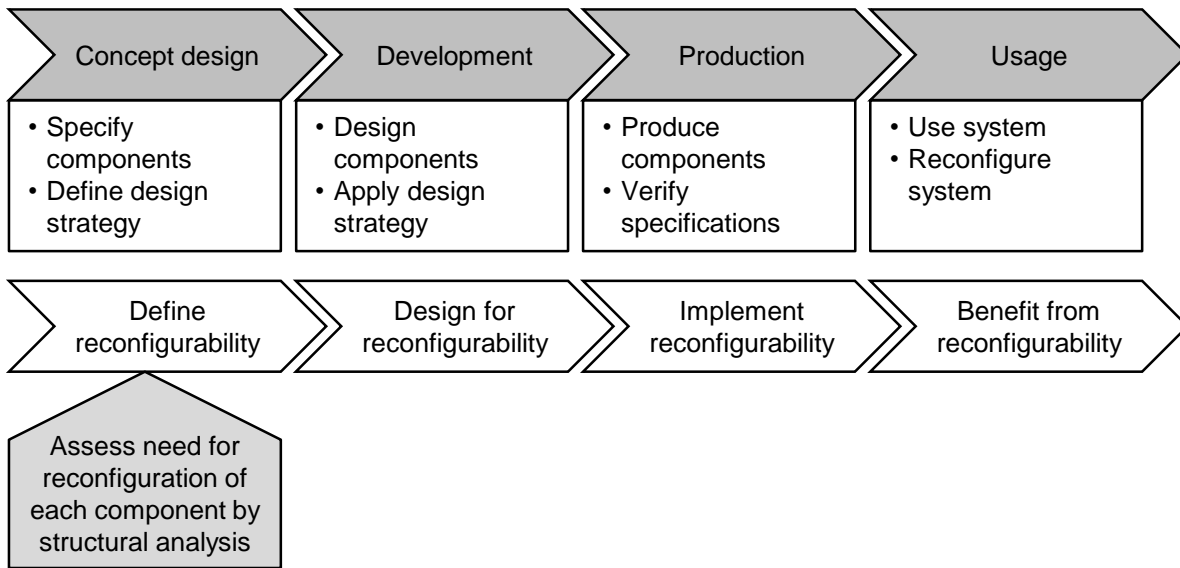 Concept design
Development
Production
Usage
• Specify
components
• Define design
strategy
• Design
components
• Apply design
strategy
• Produce
components
• Verify
specifications
• Use system
• Reconfigure
system
Define
reconfigurability
Design for
reconfigurability
Implement
reconfigurability
Benefit from
reconfigurability
Assess need for
reconfiguration of
each component by
structural analysis